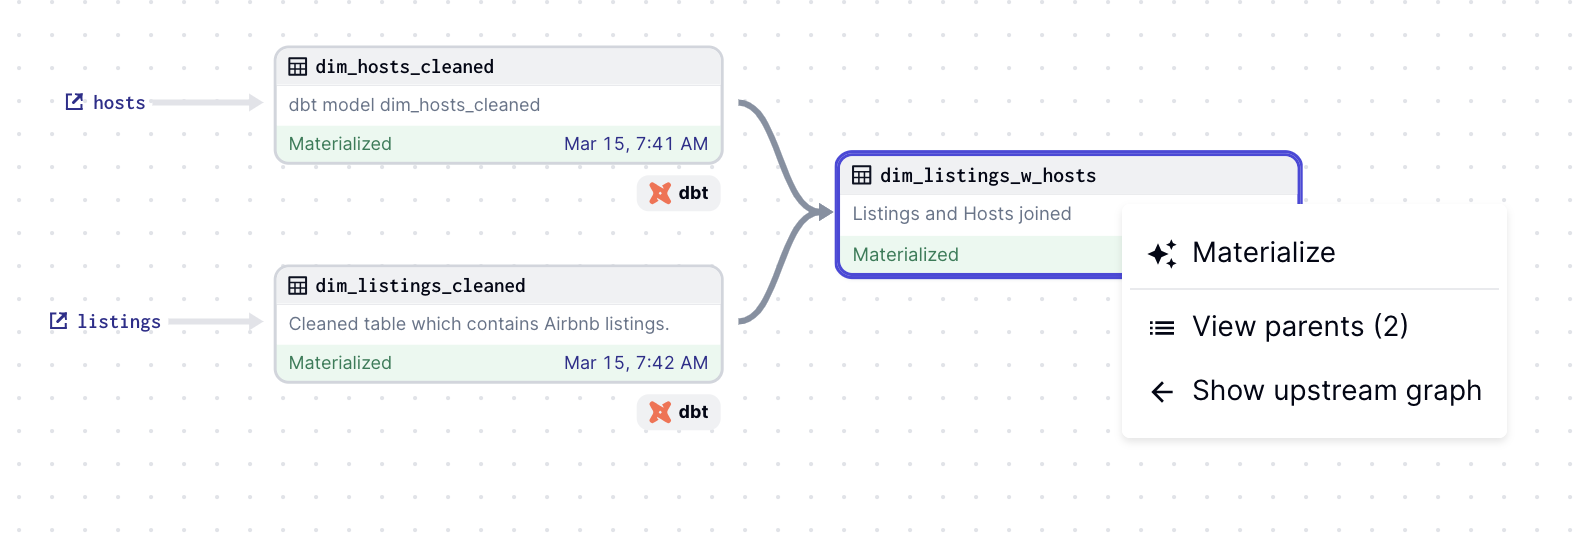 hosts
dim_hosts_cleaned
dbt model dim_hosts_cleaned
Materialized Mar 15, 7:41 AM
dbt
listings
dim_listings_cleaned
Cleaned table which contains Airbnb listings.
Materialized Mar 15, 7:42 AM
dbt
dim_listings_w_hosts
Listings and Hosts joined
Materialized
Materialize
View parents (2)
Show upstream graph